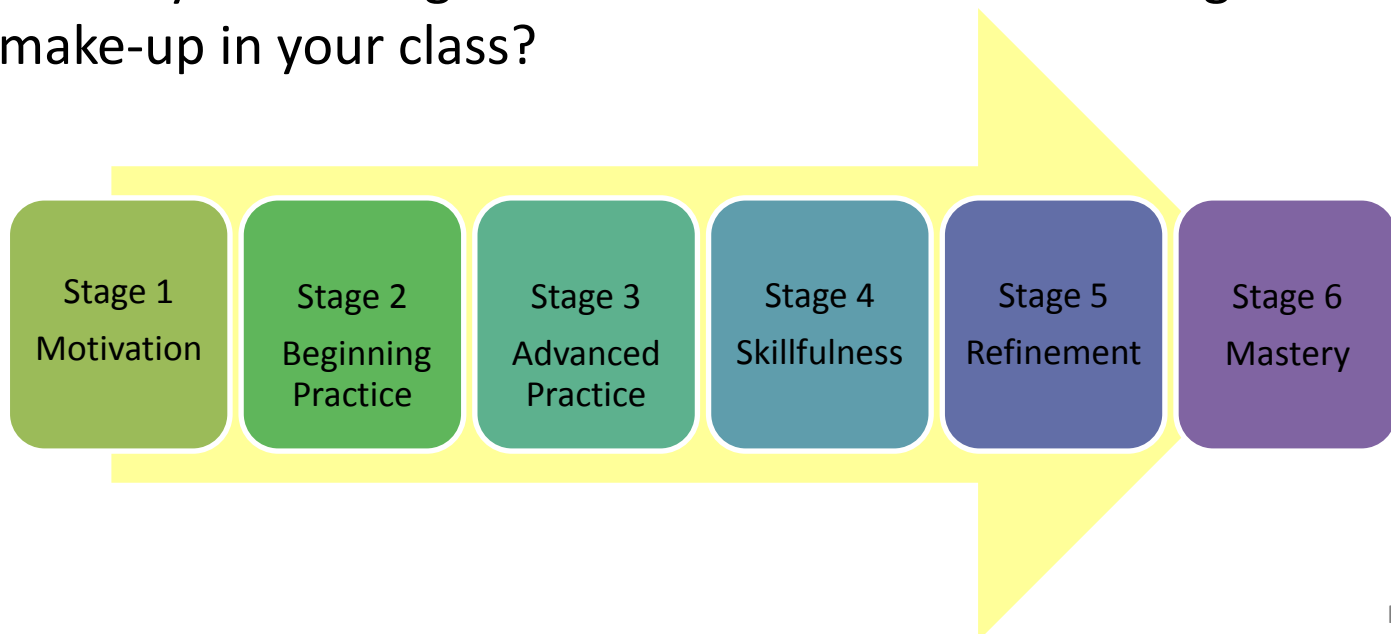 make-up in your class?
Stage 1
Motivation
Stage 2
Beginning
Practice
Stage 3
Advanced
Practice
Stage 4
Skillfulness
Stage 5
Refinement
Stage 6
Mastery